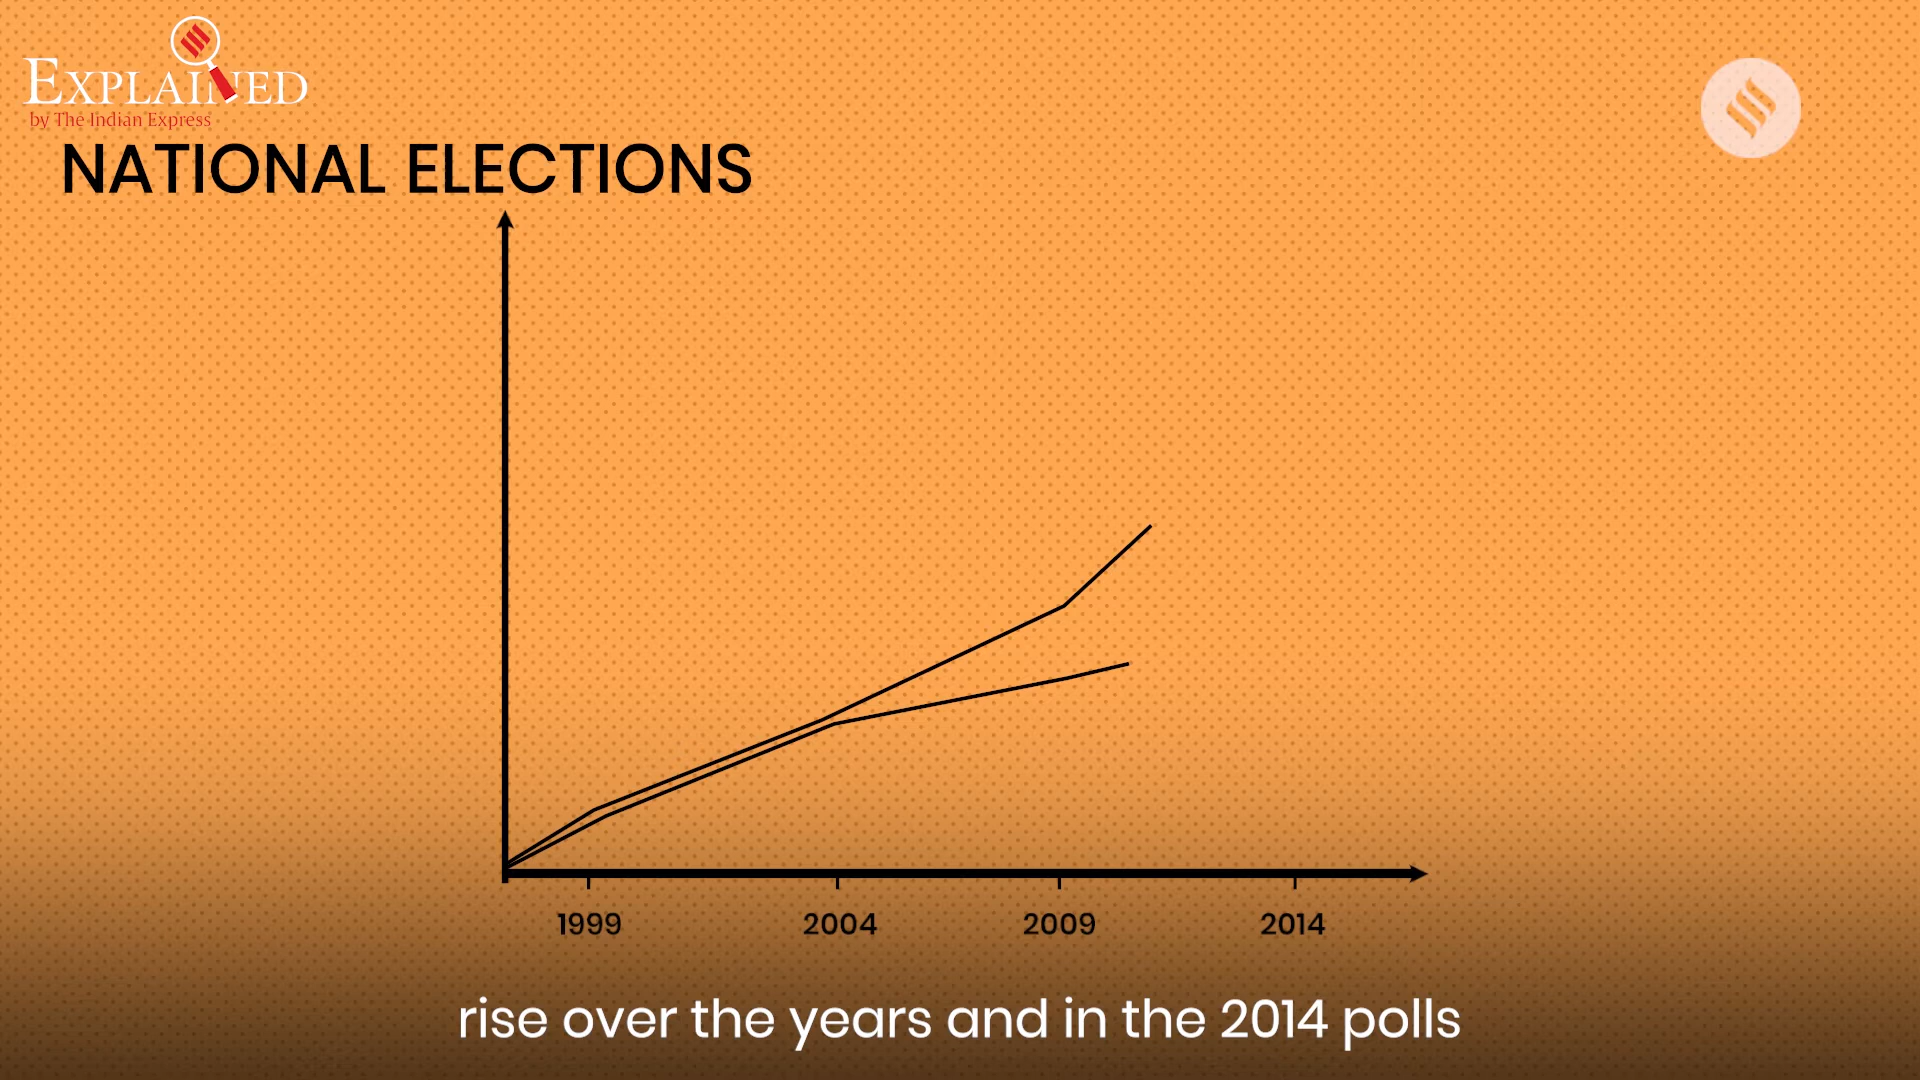 EXPLAINED
by The Indian Express
NATIONAL ELECTIONS
1999 2004 2009 2014
rise over the years and in the 2014 polls